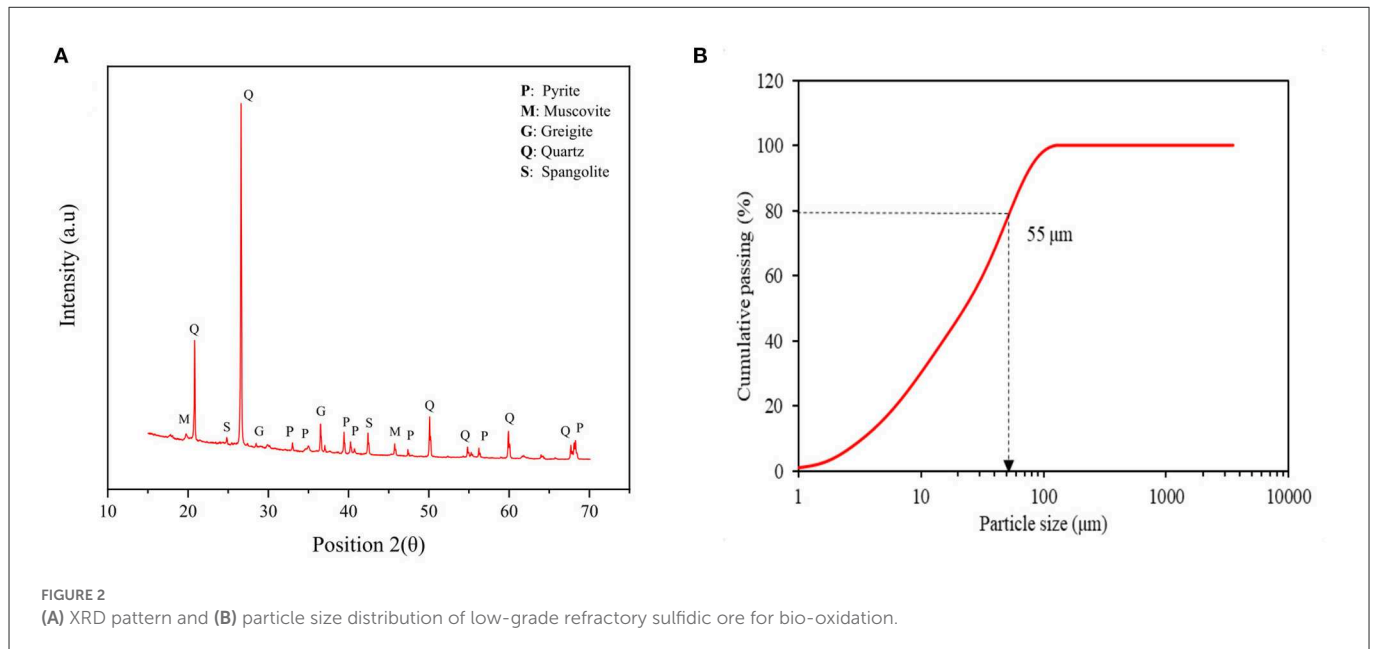 A
P: Pyrite
M: Muscovite
G: Greigite
Q: Quartz
S: Spangolite
Q
Q
M
S
G
P
P
G
P
P
S
M
P
Q
Q
P
Q
Q
P
Intensity (a.u)
10 20 30 40 50 60 70
Position 2(θ)
B
120
100
80
60
40
20
0
Cumulative passing (%)
55 μm
1 10 100 1000 10000
Particle size (μm)
FIGURE 2
(A) XRD pattern and (B) particle size distribution of low-grade refractory sulfidic ore for bio-oxidation.